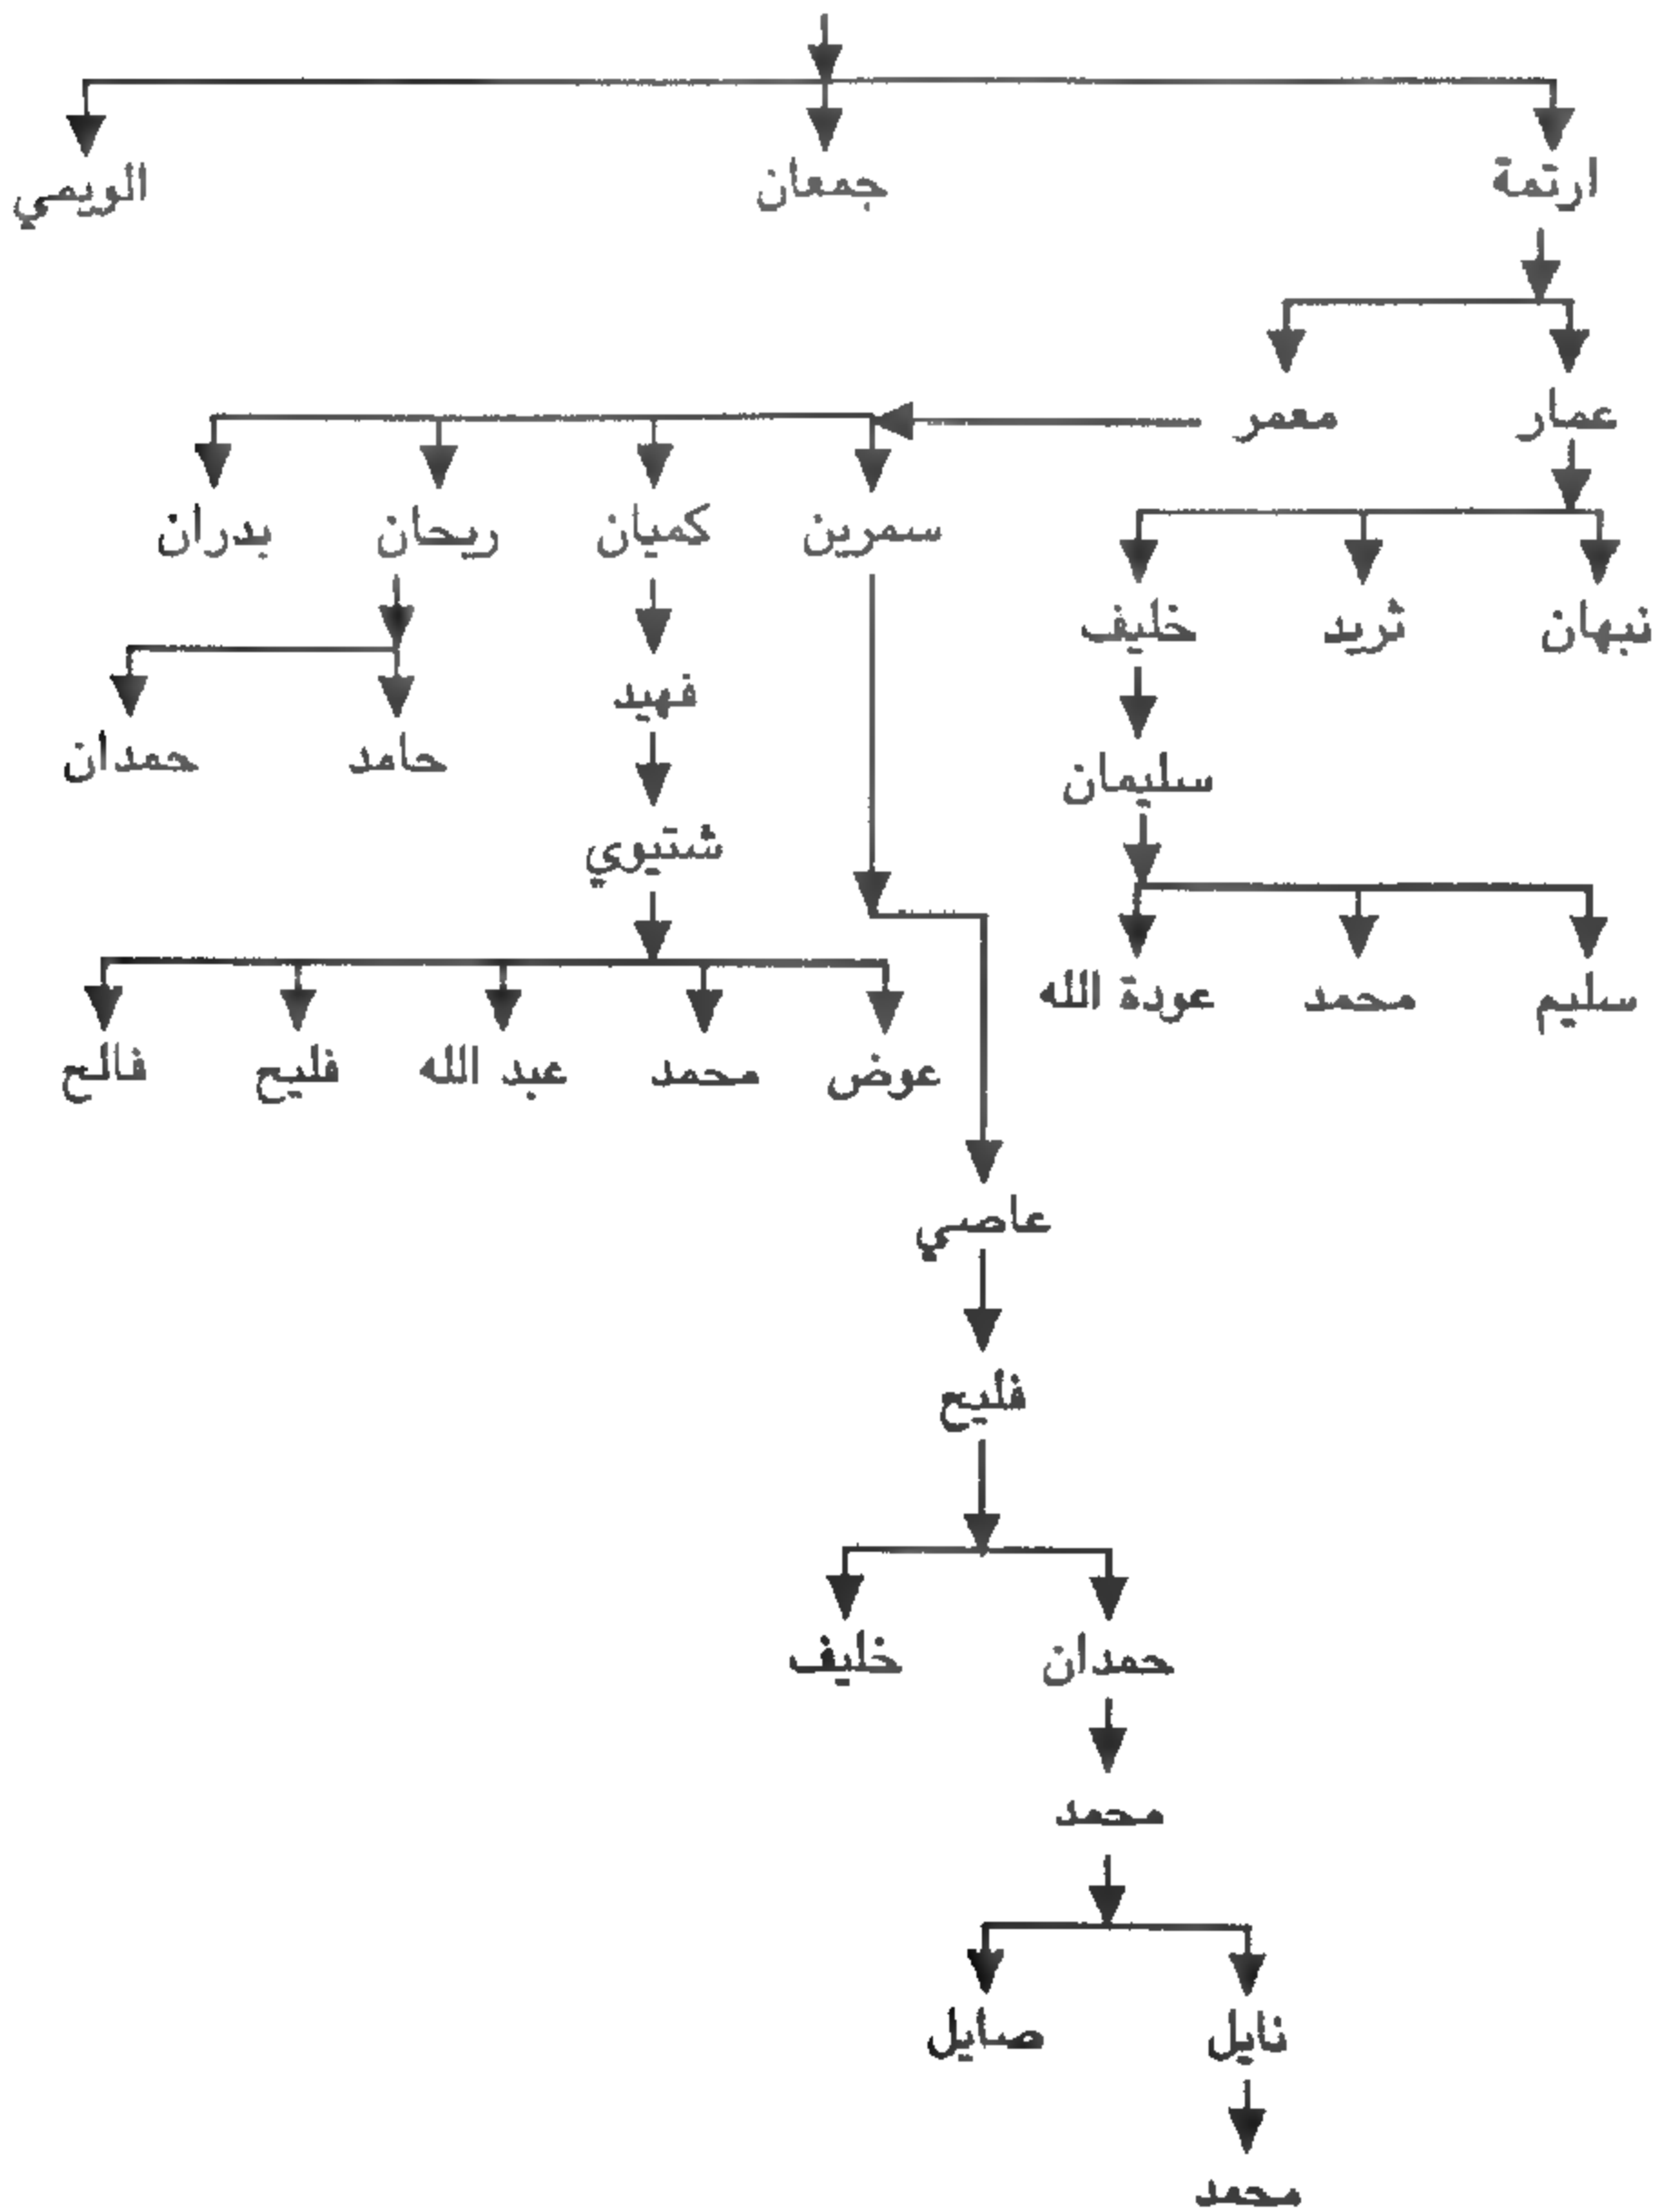 ارتمة جمعان الويمي
عمار معمر
سمرين كميان ريحان بدران
نبهان ثريد خليف
فهيد
حامد حمدان
سليمان
شتيوي
سليم محمد عودة الله
عوض محمد عبد الله فليح فالح
عاصي
فليح
حمدان خليف
محمد
نايل صايل
محمد